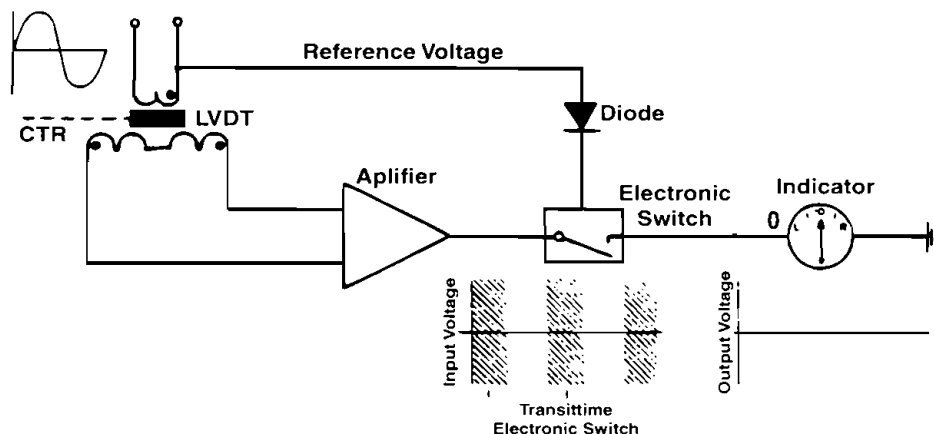 Reference Voltage
LVDT
CTR
Diode
Aplifier
Electronic
Switch
Indicator
0
L O R
Input Voltage
Output Voltage
Transittime
Electronic Switch